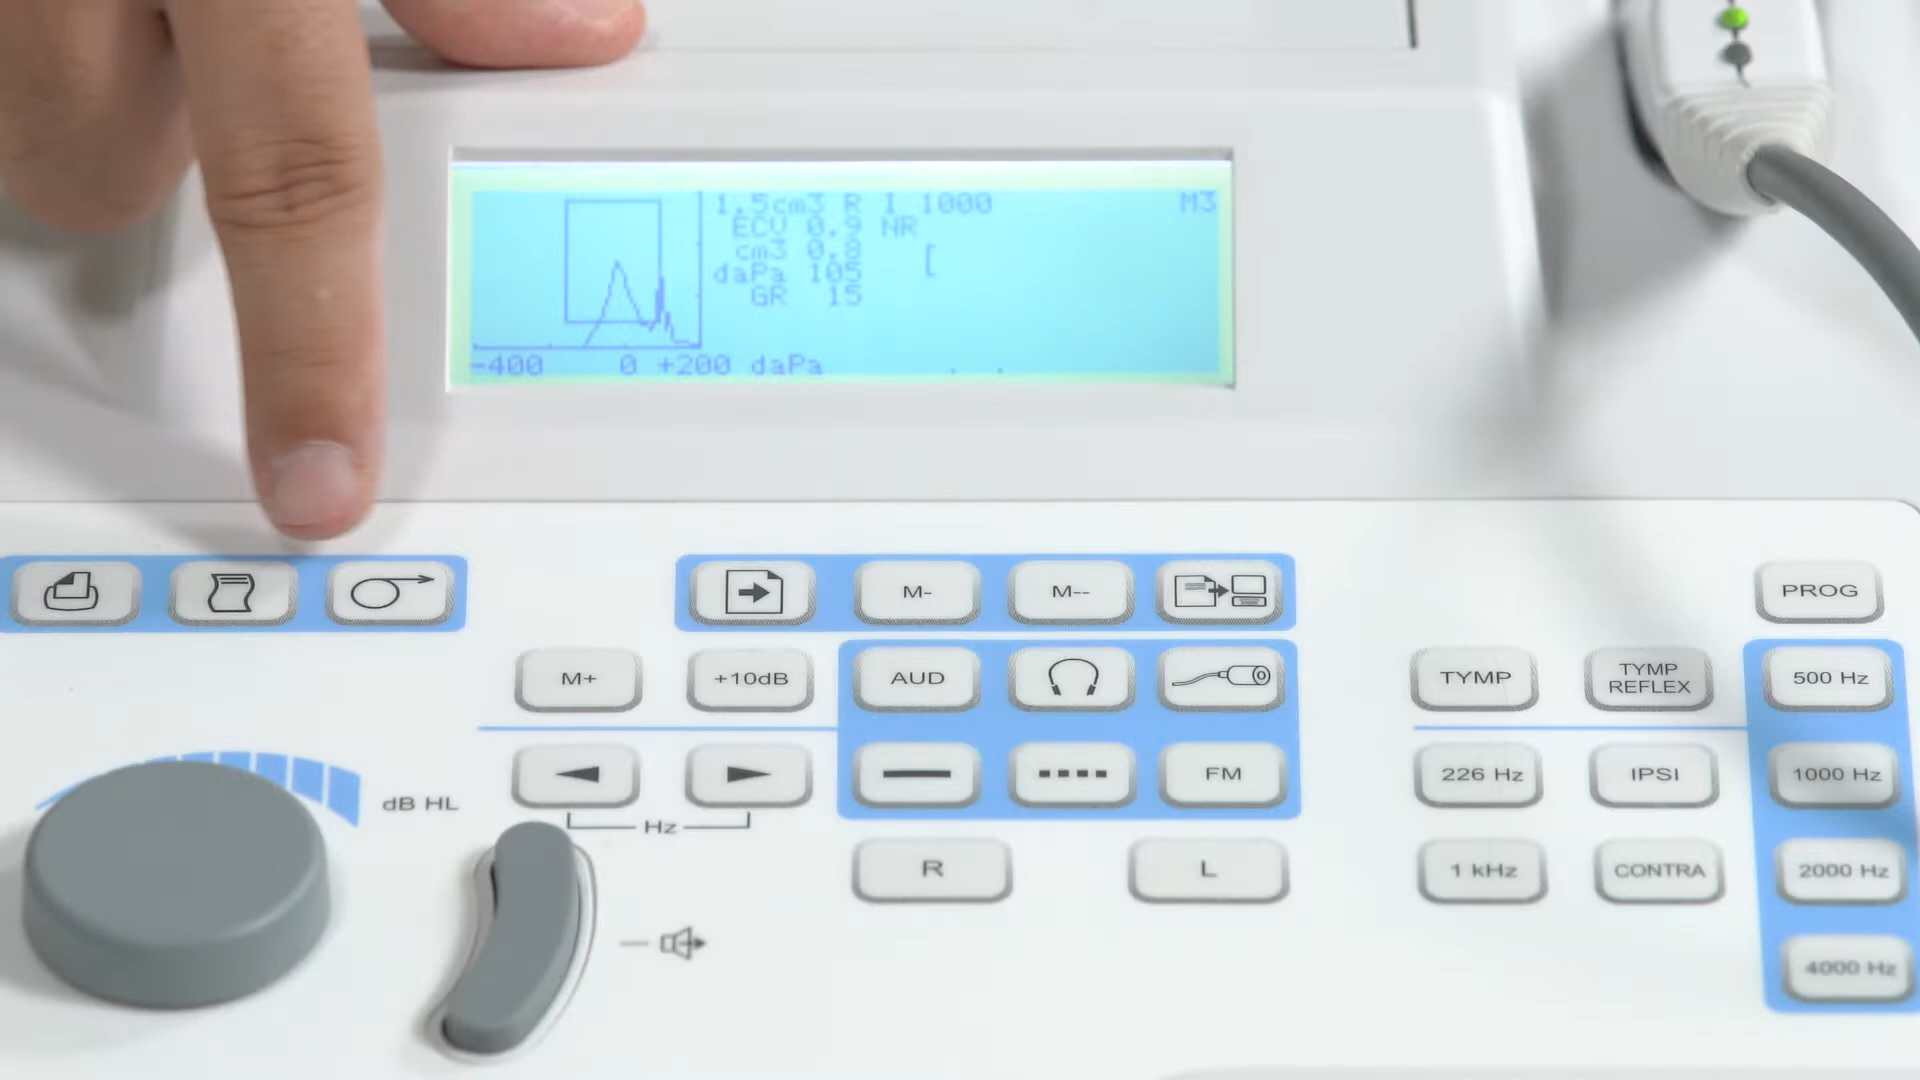 1.5cm3 R I 1000 M3
ECV 0.9 NR
cm3 0.8 [
daPa 105
GR 15
-400 0 +200 daPa
M- M-- PROG
M+ +10dB AUD TYMP TYMP REFLEX 500 Hz
FM 226 Hz IPSI 1000 Hz
dB HL
Hz
R L 1 kHz CONTRA 2000 Hz
4000 Hz